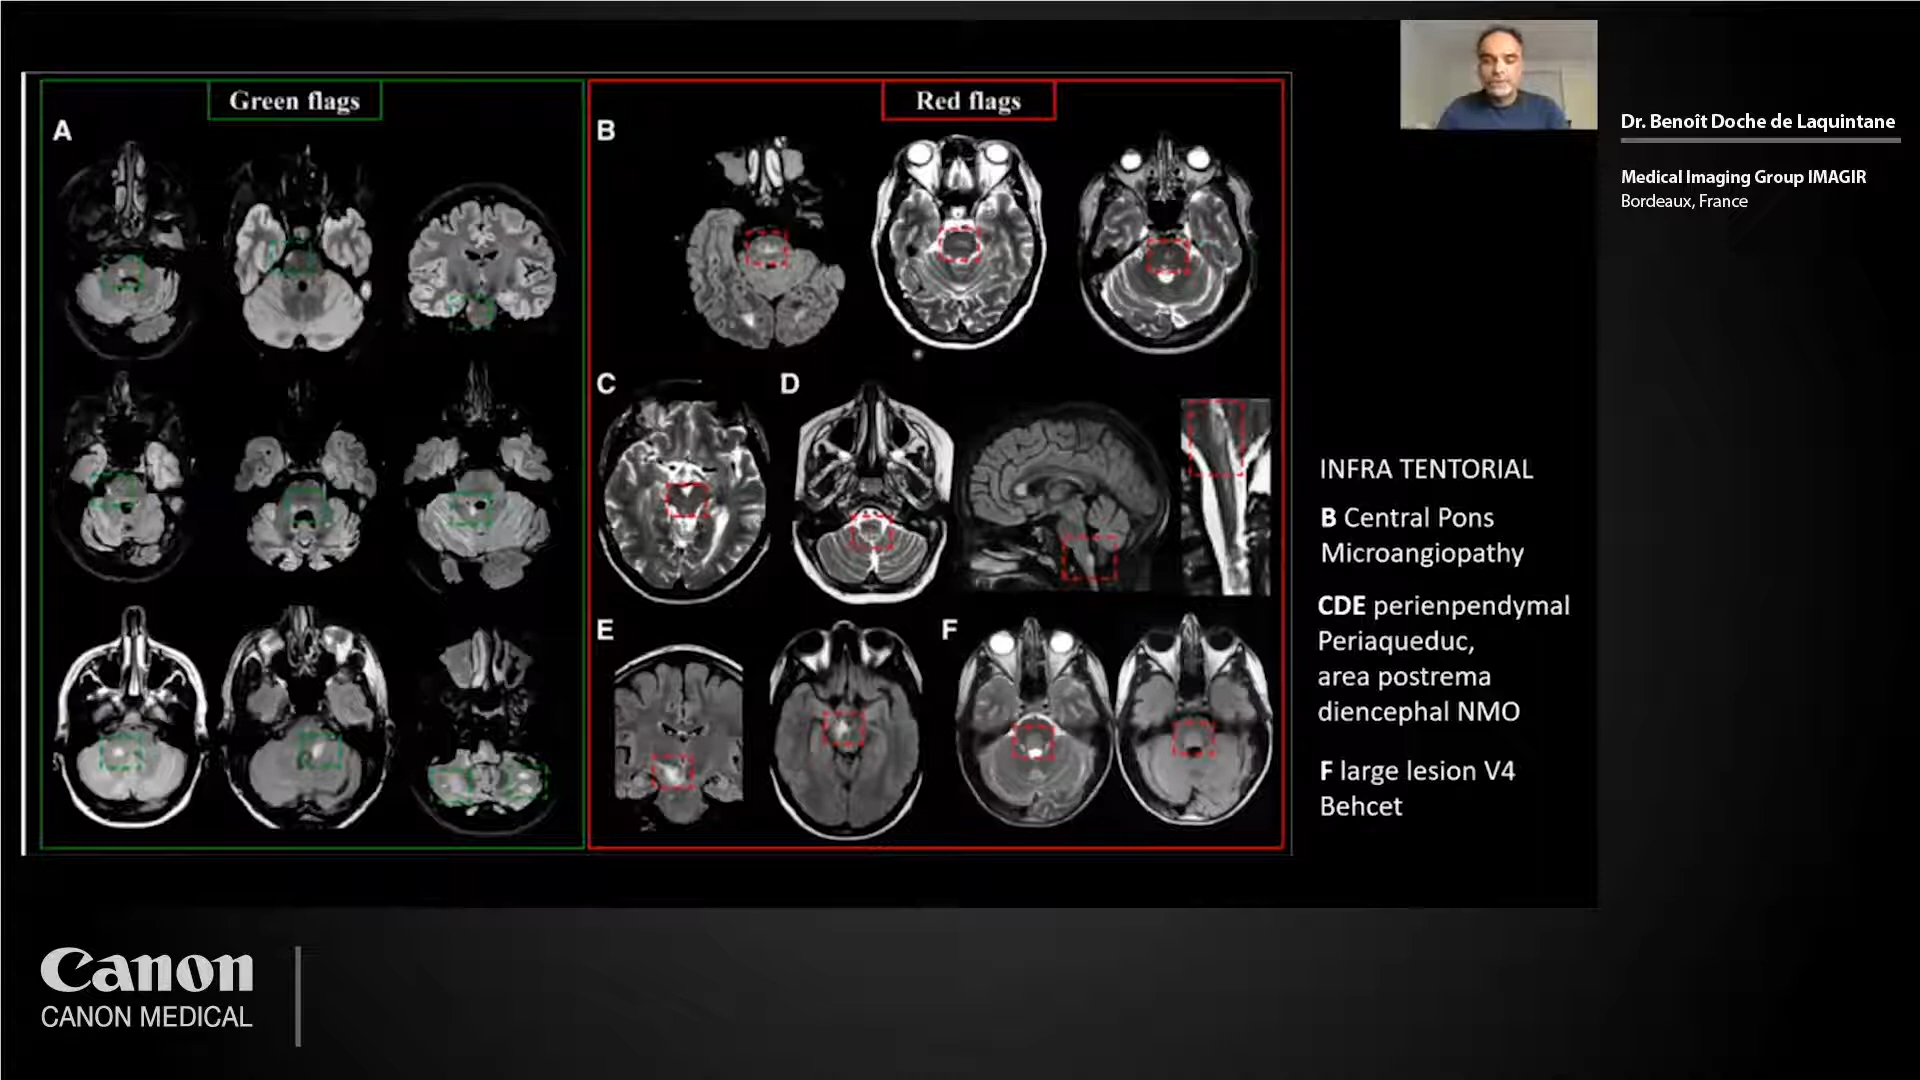 Green flags
Red flags
A
B
C
D
E
F
INFRA TENTORIAL
B Central Pons
Microangiopathy
CDE perienpendymal
Periaqueduc,
area postrema
diencephal NMO
F large lesion V4
Behcet
Dr. Benoît Doche de Laquintane
Medical Imaging Group IMAGIR
Bordeaux, France
Canon
CANON MEDICAL